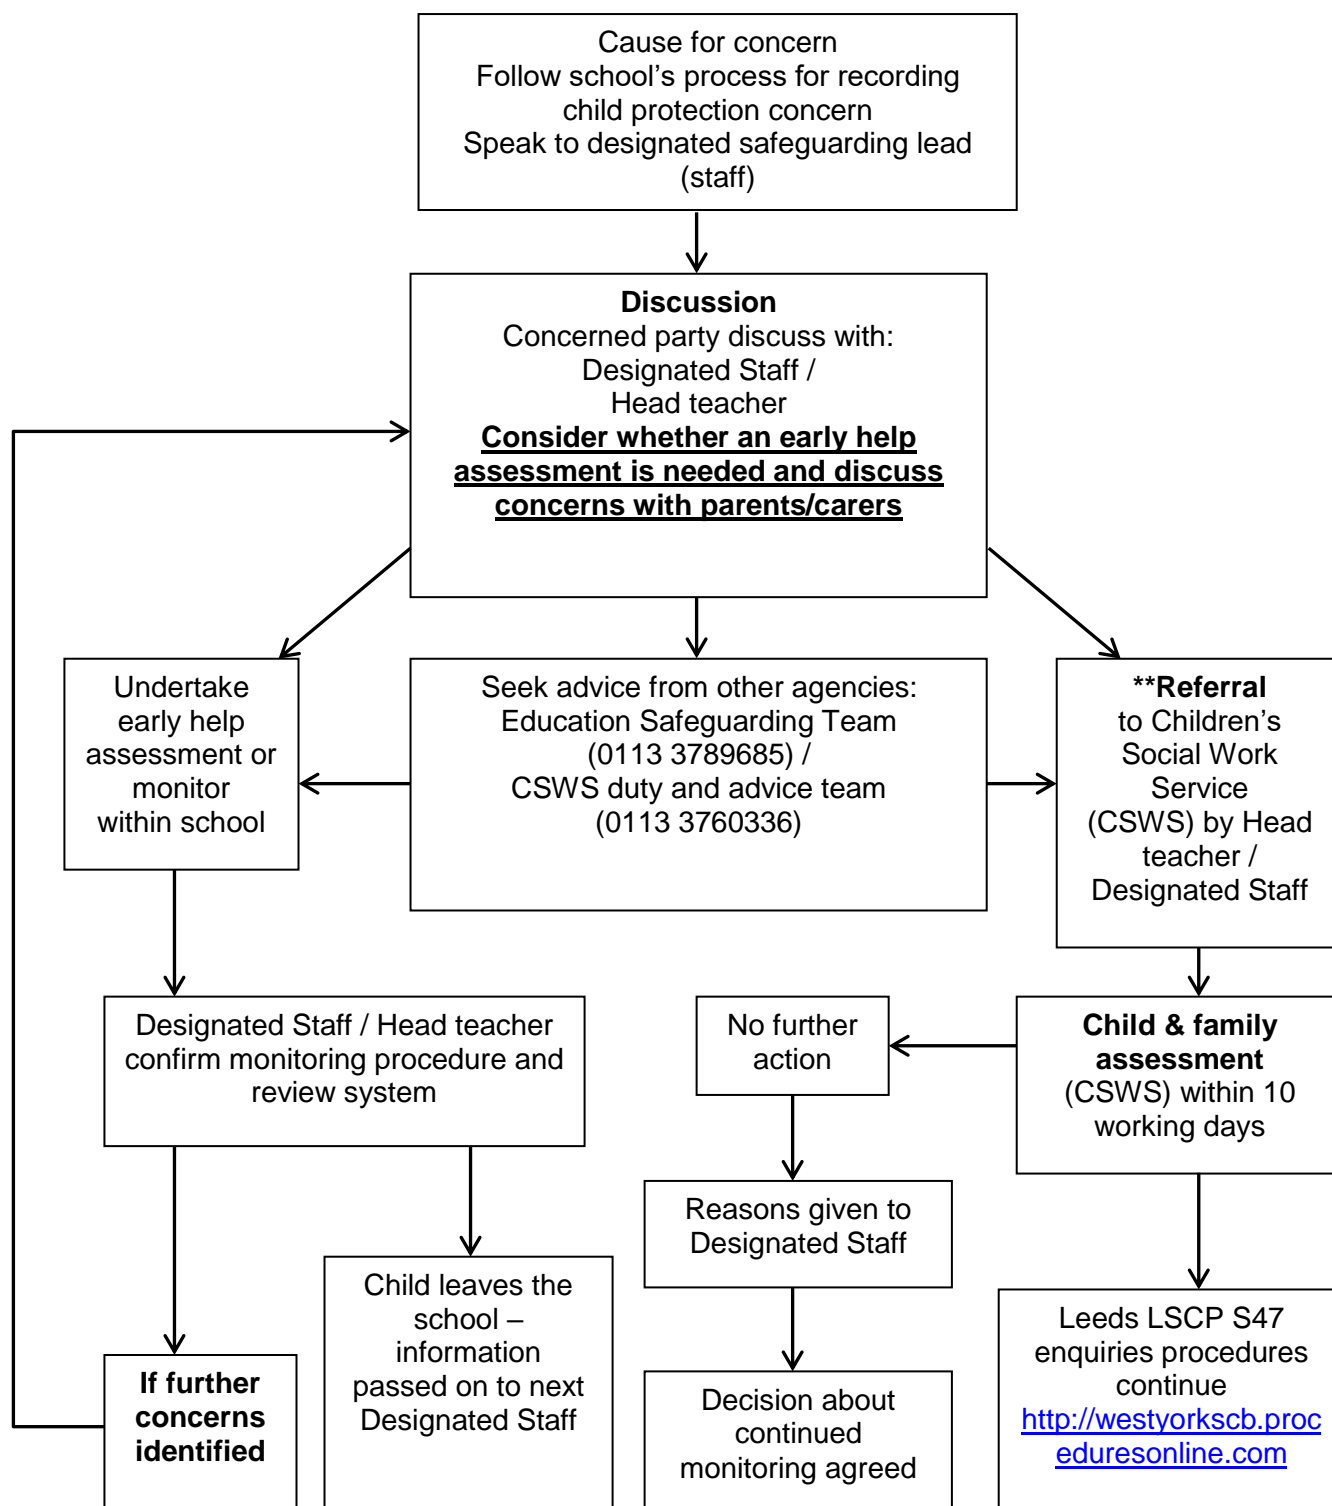 Cause for concern
Follow school’s process for recording
child protection concern
Speak to designated safeguarding lead
(staff)
Discussion
Concerned party discuss with:
Designated Staff /
Head teacher
Consider whether an early help
assessment is needed and discuss
concerns with parents/carers
Undertake
early help
assessment or
monitor
within school
Seek advice from other agencies:
Education Safeguarding Team
(0113 3789685) /
CSWS duty and advice team
(0113 3760336)
**Referral
to Children’s
Social Work
Service
(CSWS) by Head
teacher /
Designated Staff
Designated Staff / Head teacher
confirm monitoring procedure and
review system
No further
action
Child & family
assessment
(CSWS) within 10
working days
Reasons given to
Designated Staff
If further
concerns
identified
Child leaves the
school –
information
passed on to next
Designated Staff
Decision about
continued
monitoring agreed
Leeds LSCP S47
enquiries procedures
continue
http://westyorkscb.proc
eduresonline.com